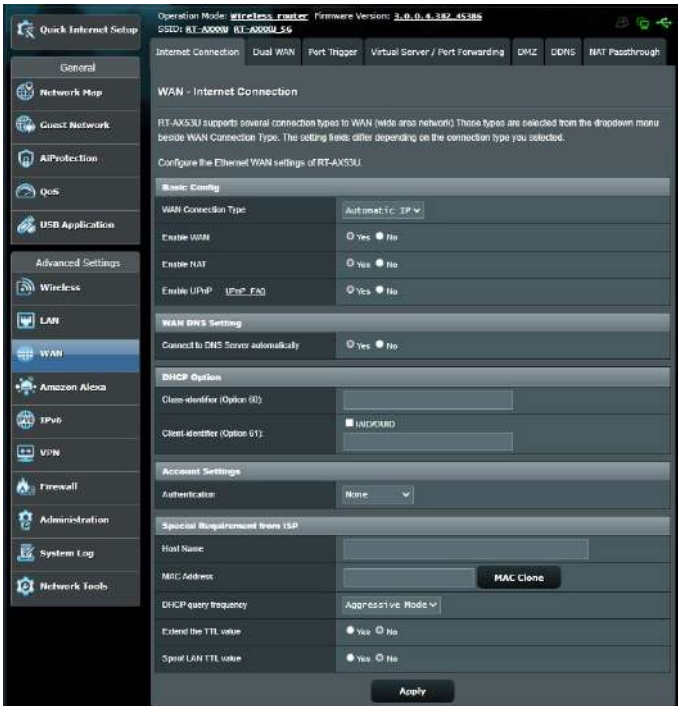 Quick Internet Setup
General
Network Map
Guest Network
AiProtection
QoS
USB Application
Advanced Settings
Wireless
LAN
WAN
Amazon Alexa
IPv6
VPN
Firewall
Administration
System Log
Network Tools
Operation Mode: Wireless router Firmware Version: 3.0.0.4.382_45386
SSID: RT-AX000U RT-AX000U_5G
Internet Connection Dual WAN Port Trigger Virtual Server / Port Forwarding DMZ DDNS NAT Passthrough
WAN - Internet Connection
RT-AX53U supports several connection types to WAN (wide area network) These types are selected from the dropdown menu
beside WAN Connection Type. The setting fields differ depending on the connection type you selected.
Configure the Ethernet WAN settings of RT-AX53U.
Basic Config
WAN Connection Type Automatic IP
Enable WAN Yes No
Enable NAT Yes No
Enable UPnP UPnP FAQ Yes No
WAN DNS Setting
Connect to DNS Server automatically Yes No
DHCP Option
Class-identifier (Option 60):
Client-identifier (Option 61): IAID/DUID
Account Settings
Authentication None
Special Requirement from ISP
Host Name
MAC Address MAC Clone
DHCP query frequency Aggressive Mode
Extend the TTL value Yes No
Spoof LAN TTL value Yes No
Apply